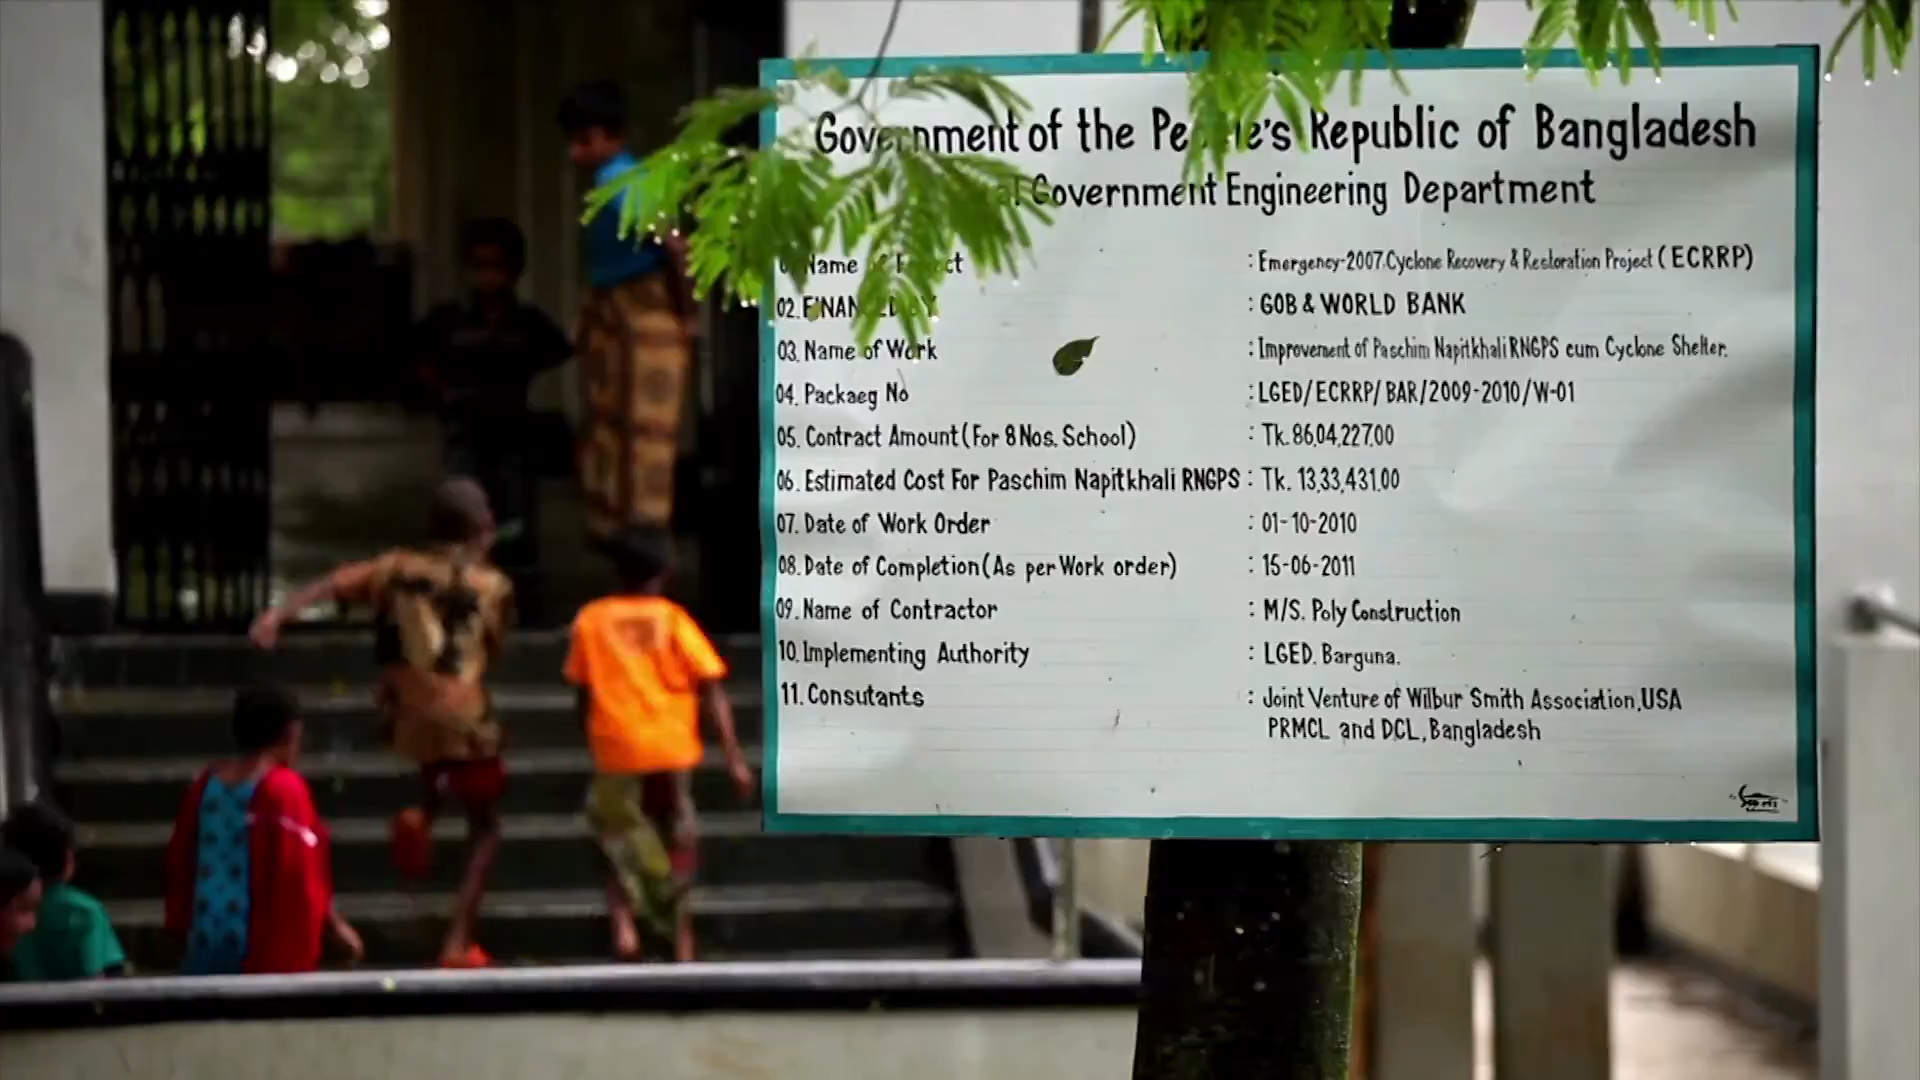 Government of the People's Republic of Bangladesh
Government Engineering Department
Name of Project : Emergency-2007.Cyclone Recovery & Restoration Project (ECRRP)
02. FINANCED BY : GOB & WORLD BANK
03. Name of Work : Improvement of Paschim Napitkhali RNGPS cum Cyclone Shelter.
04. Packaeg No : LGED/ECRRP/BAR/2009-2010/W-01
05. Contract Amount (For 8 Nos. School) : Tk. 86,04,227.00
06. Estimated Cost For Paschim Napitkhali RNGPS : Tk. 13,33,431.00
07. Date of Work Order : 01-10-2010
08. Date of Completion (As per Work order) : 15-06-2011
09. Name of Contractor : M/S. Poly Construction
10. Implementing Authority : LGED. Barguna.
11. Consutants : Joint Venture of Wilbur Smith Association, USA
PRMCL and DCL, Bangladesh